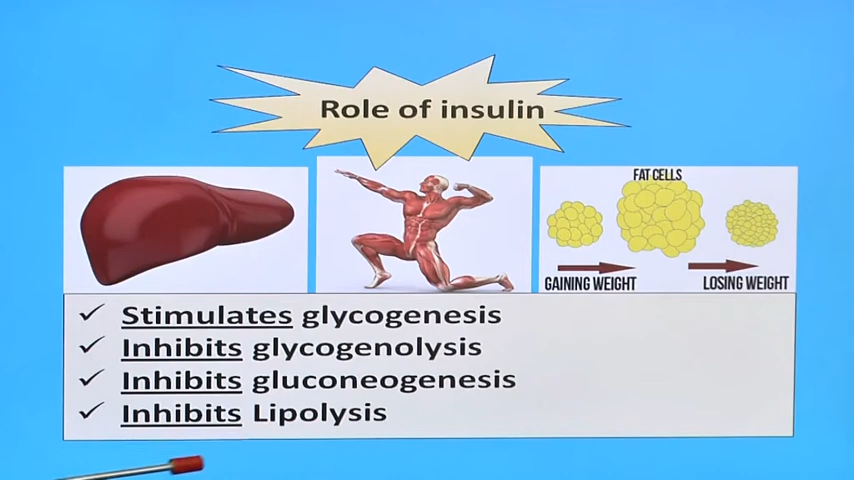 Role of insulin
FAT CELLS
GAINING WEIGHT
LOSING WEIGHT
✓ Stimulates glycogenesis
✓ Inhibits glycogenolysis
✓ Inhibits gluconeogenesis
✓ Inhibits Lipolysis